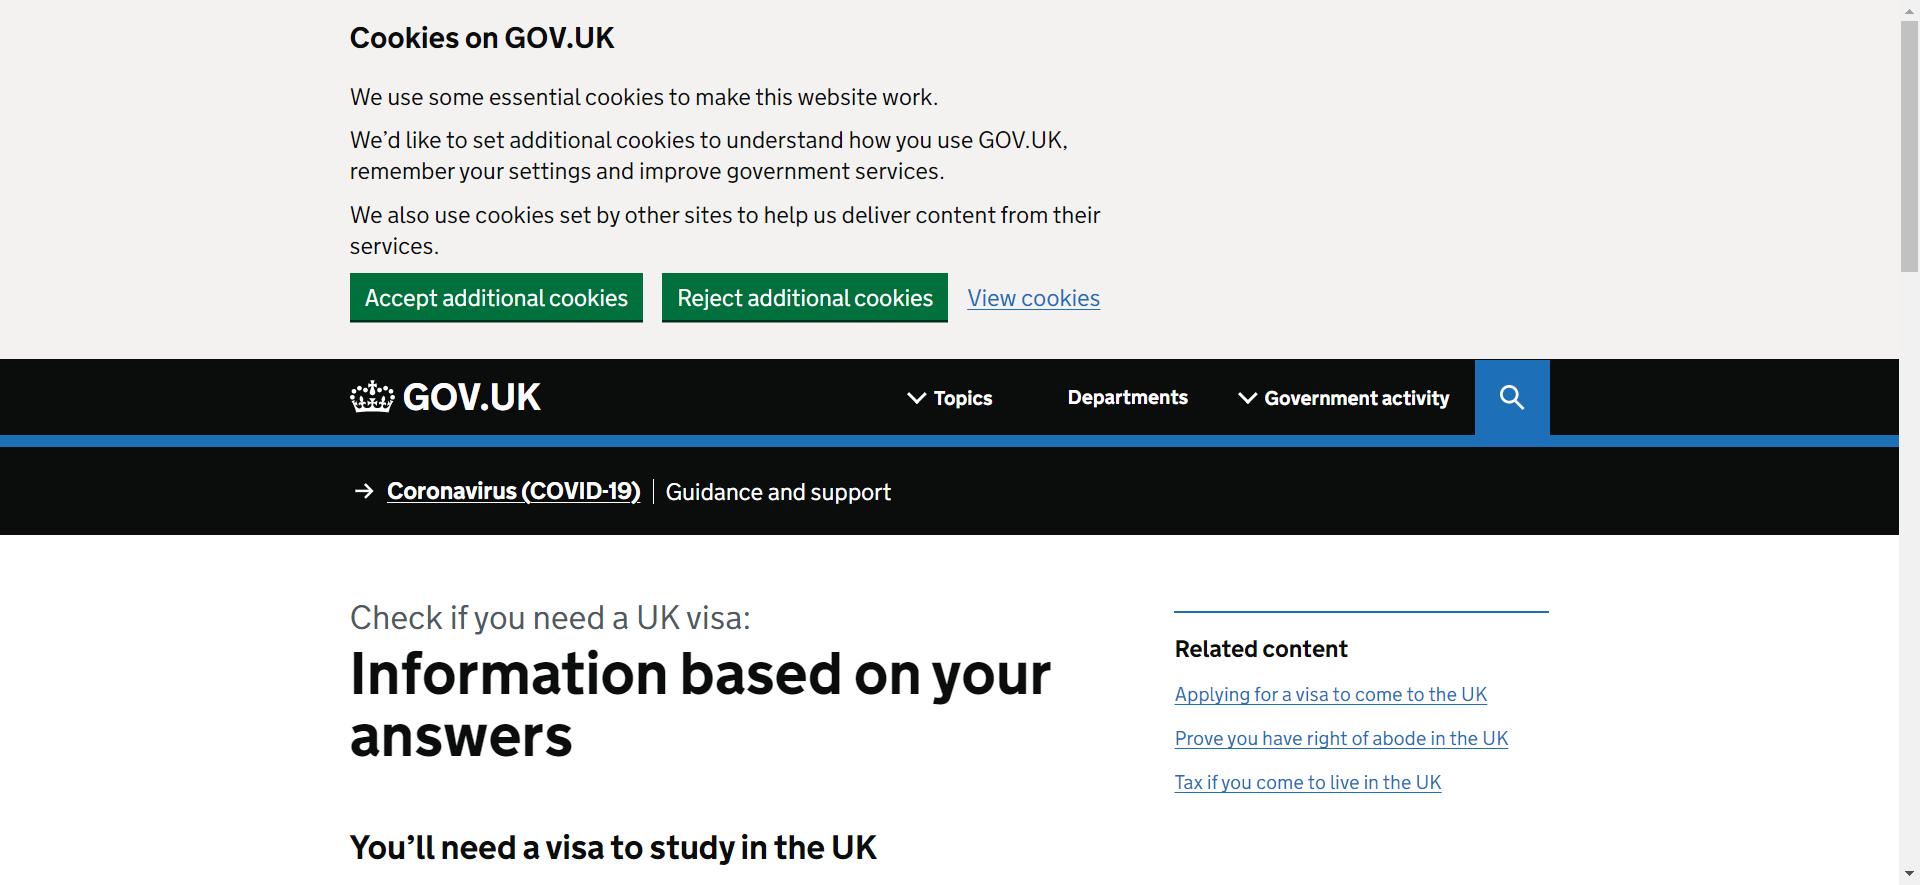 Cookies on GOV.UK
We use some essential cookies to make this website work.
We’d like to set additional cookies to understand how you use GOV.UK,
remember your settings and improve government services.
We also use cookies set by other sites to help us deliver content from their
services.
Accept additional cookies Reject additional cookies View cookies
GOV.UK Topics Departments Government activity
Coronavirus (COVID-19) Guidance and support
Check if you need a UK visa:
Information based on your
answers
Related content
Applying for a visa to come to the UK
Prove you have right of abode in the UK
Tax if you come to live in the UK
You’ll need a visa to study in the UK